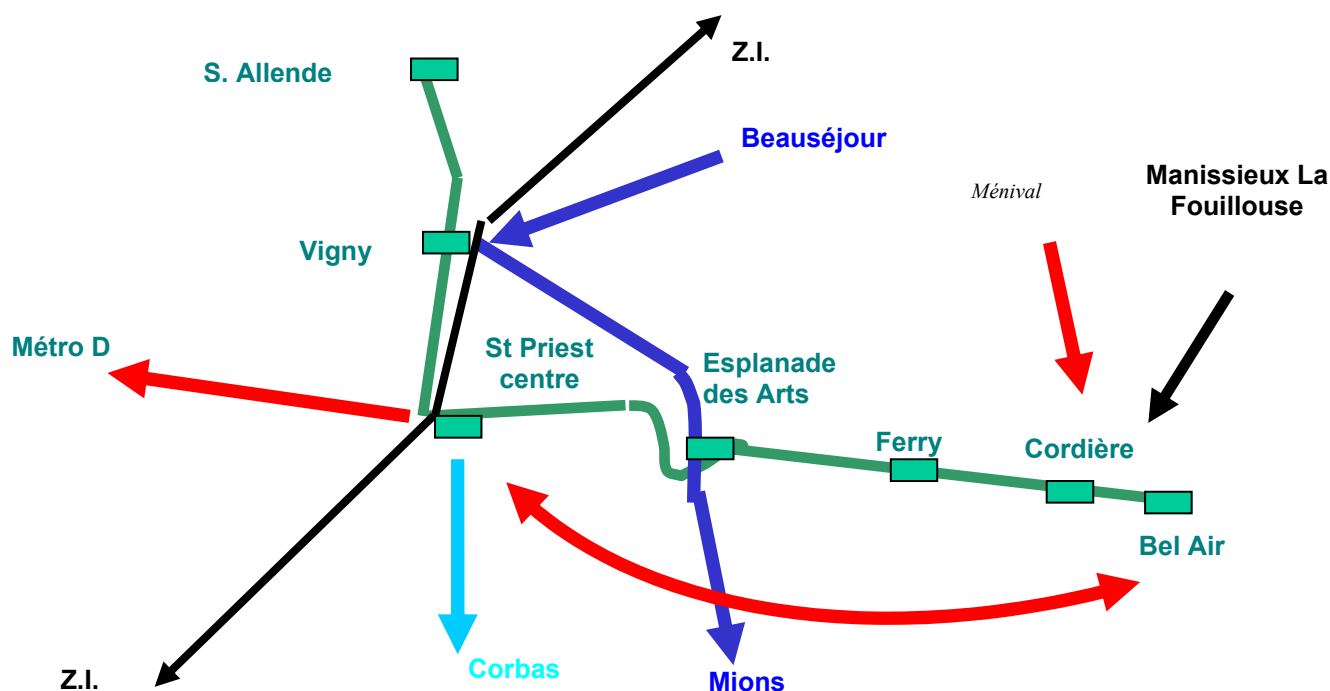 Z.I.
S. Allende
Beauséjour
Manissieux La
Fouillouse
Ménival
Vigny
Métro D
St Priest
centre
Esplanade
des Arts
Ferry
Cordière
Bel Air
Corbas
Mions
Z.I.